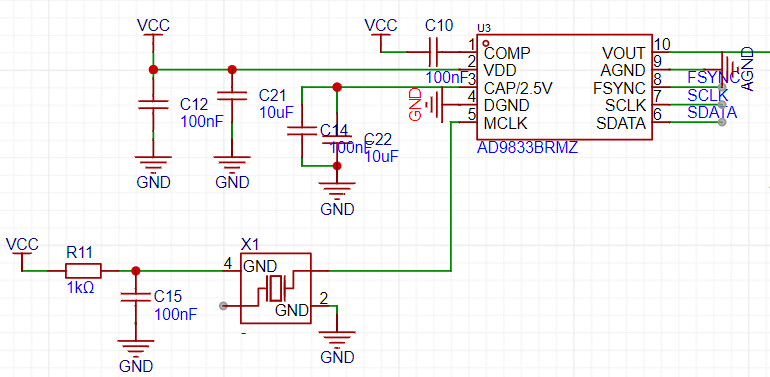 VCC
VCC
C10
100nF
U3
1 COMP
2 VDD
3 CAP/2.5V
4 DGND
5 MCLK
VOUT 10
AGND 9
FSYNC 8
SCLK 7
SDATA 6
AD9833BRMZ
AGND
FSYNC
SCLK
SDATA
C12
100nF
GND
C21
10uF
GND
C14
100nF
C22
10uF
GND
GND
VCC
R11
1kΩ
C15
100nF
GND
X1
4 GND
GND 2
-
GND